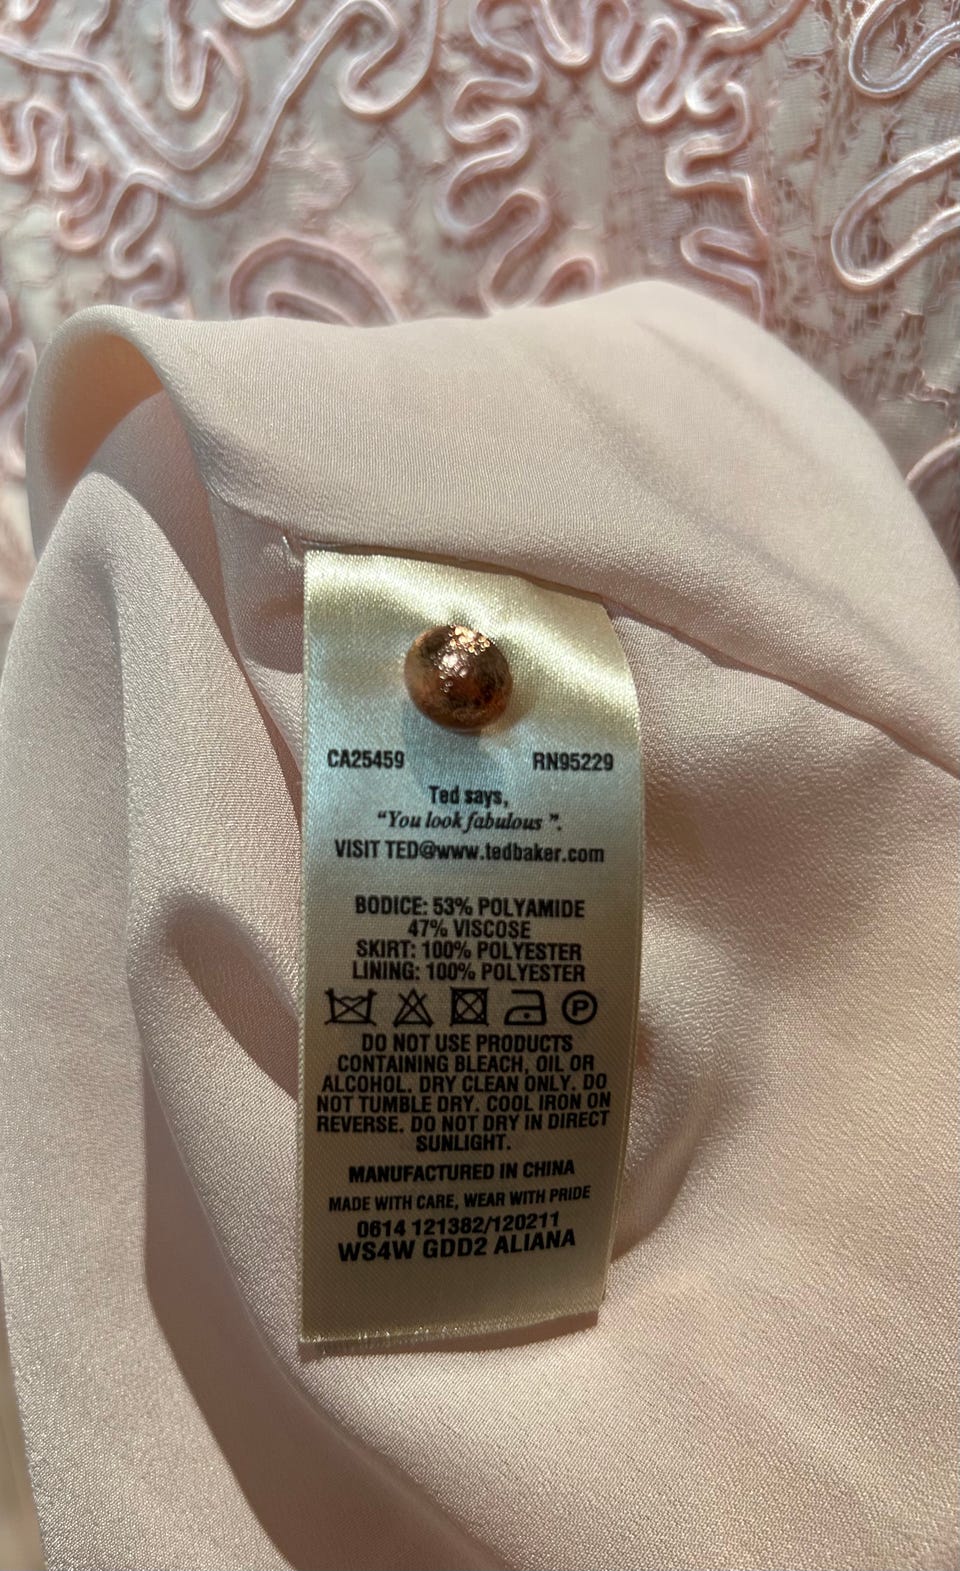 CA25459 RN95229
Ted says,
"You look fabulous ".
VISIT TED@www.tedbaker.com
BODICE: 53% POLYAMIDE
47% VISCOSE
SKIRT: 100% POLYESTER
LINING: 100% POLYESTER
P
DO NOT USE PRODUCTS
CONTAINING BLEACH, OIL OR
ALCOHOL. DRY CLEAN ONLY. DO
NOT TUMBLE DRY. COOL IRON ON
REVERSE. DO NOT DRY IN DIRECT
SUNLIGHT.
MANUFACTURED IN CHINA
MADE WITH CARE, WEAR WITH PRIDE
0614 121382/120211
WS4W GDD2 ALIANA